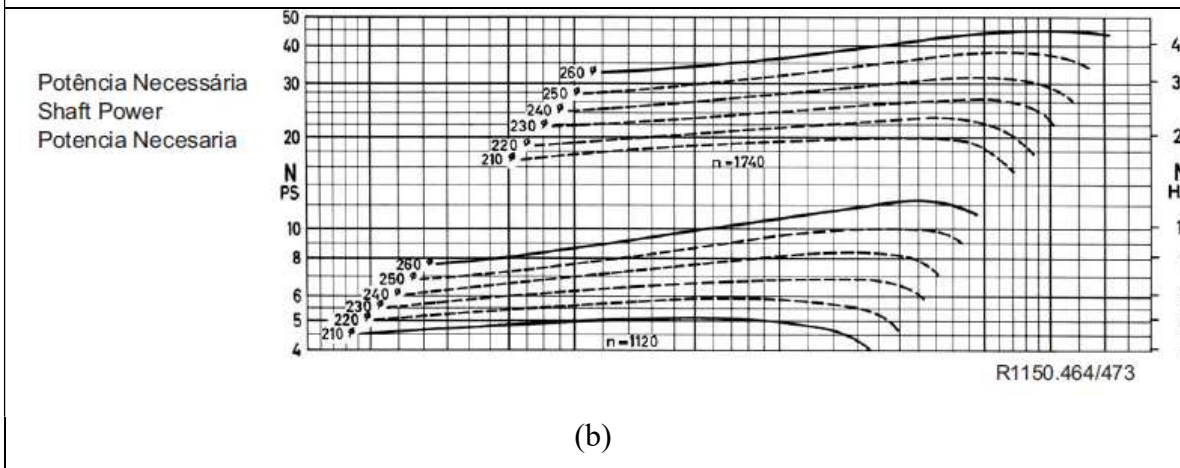 50
40
30
20
N
PS
10
8
6
5
4
Potência Necessária
Shaft Power
Potencia Necesaria
260 ø
250 ø
240 ø
230 ø
220 ø
210 ø
n=1740
260 ø
250 ø
240 ø
230 ø
220 ø
210 ø
n=1120
R1150.464/473
(b)